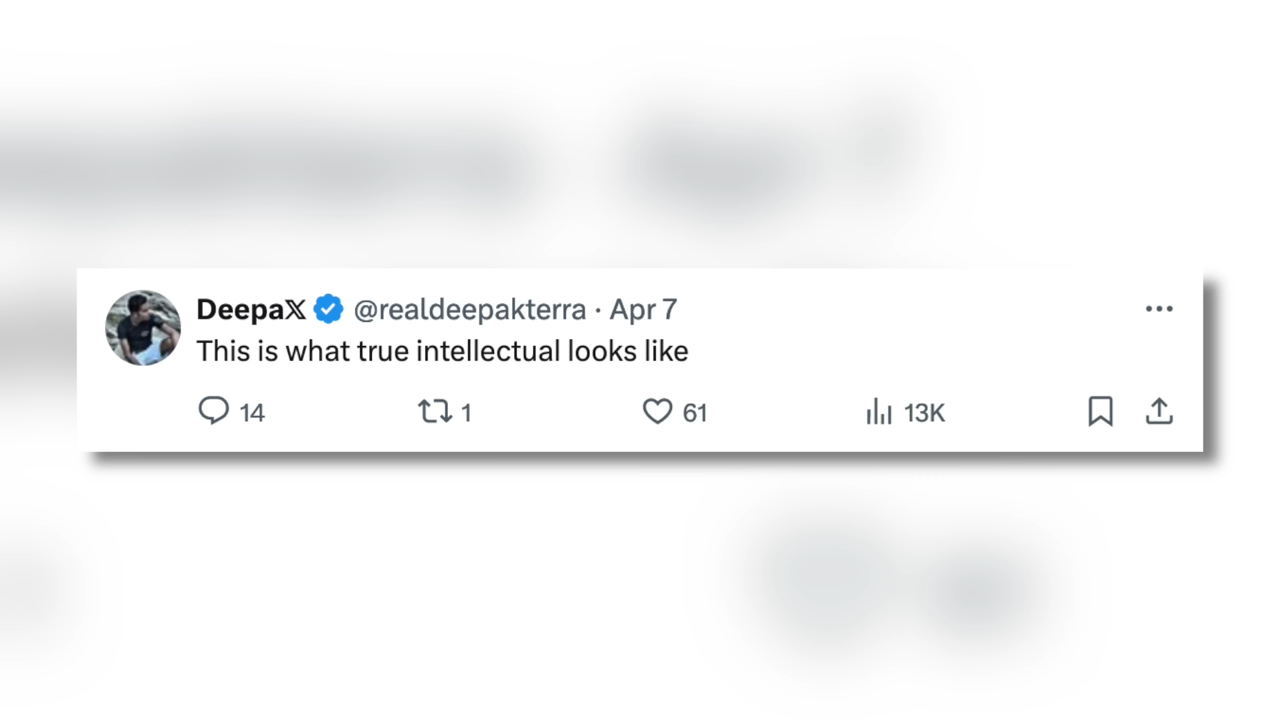 Deepa𝕏 @realdeepakterra · Apr 7
This is what true intellectual looks like
14 1 61 13K